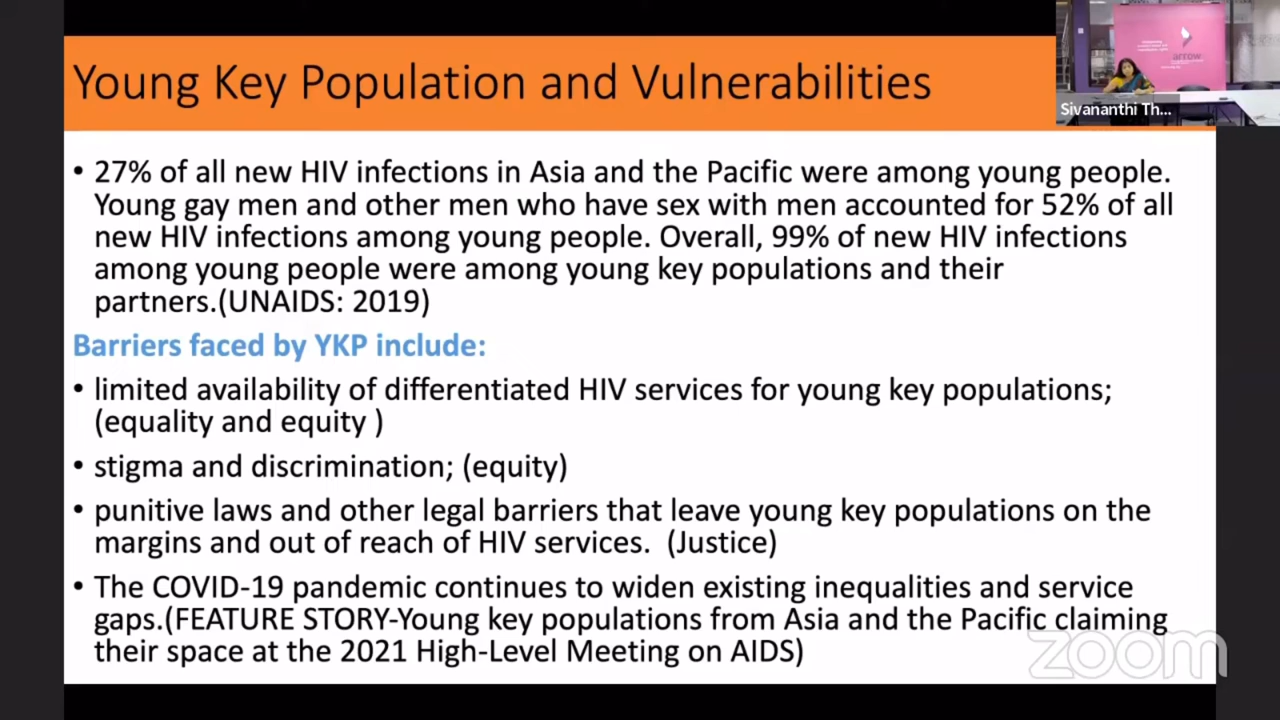 Young Key Population and Vulnerabilities
arrow
Sivananthi Th...
• 27% of all new HIV infections in Asia and the Pacific were among young people.
Young gay men and other men who have sex with men accounted for 52% of all
new HIV infections among young people. Overall, 99% of new HIV infections
among young people were among young key populations and their
partners.(UNAIDS: 2019)
Barriers faced by YKP include:
• limited availability of differentiated HIV services for young key populations;
(equality and equity )
• stigma and discrimination; (equity)
• punitive laws and other legal barriers that leave young key populations on the
margins and out of reach of HIV services.  (Justice)
• The COVID-19 pandemic continues to widen existing inequalities and service
gaps.(FEATURE STORY-Young key populations from Asia and the Pacific claiming
their space at the 2021 High-Level Meeting on AIDS)
zoom